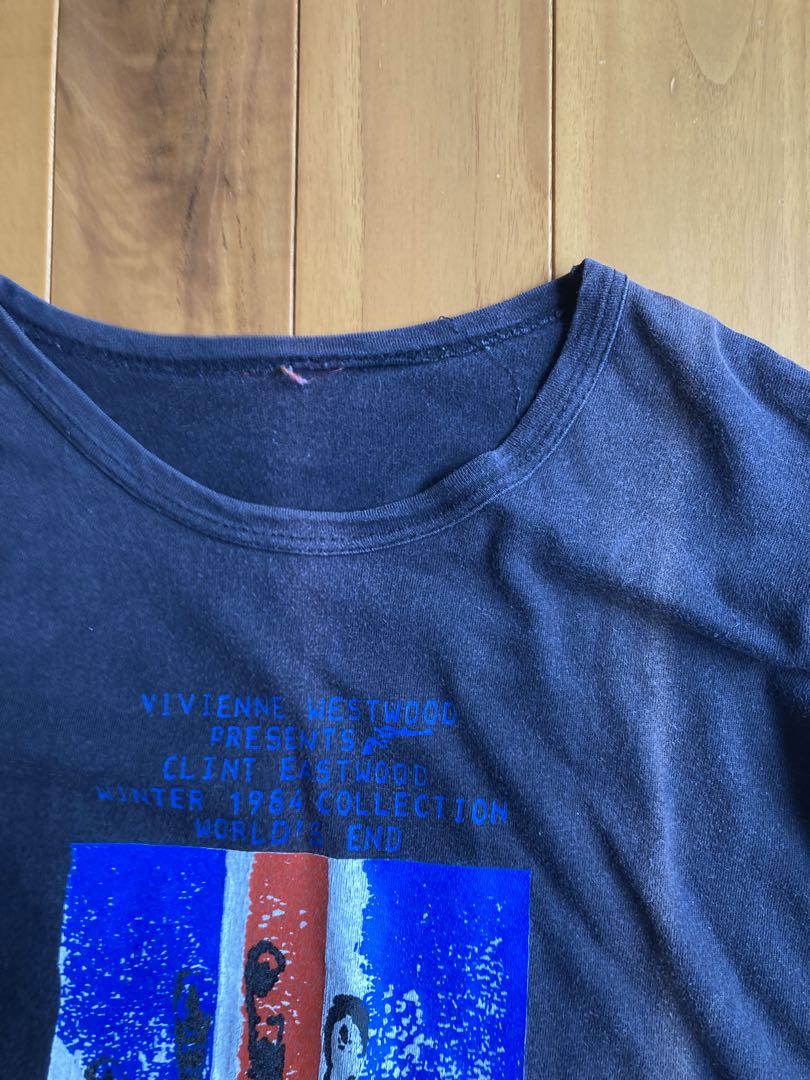 VIVIENNE WESTWOOD
PRESENTS
CLINT EASTWOOD
WINTER 1984 COLLECTION
WORLD'S END